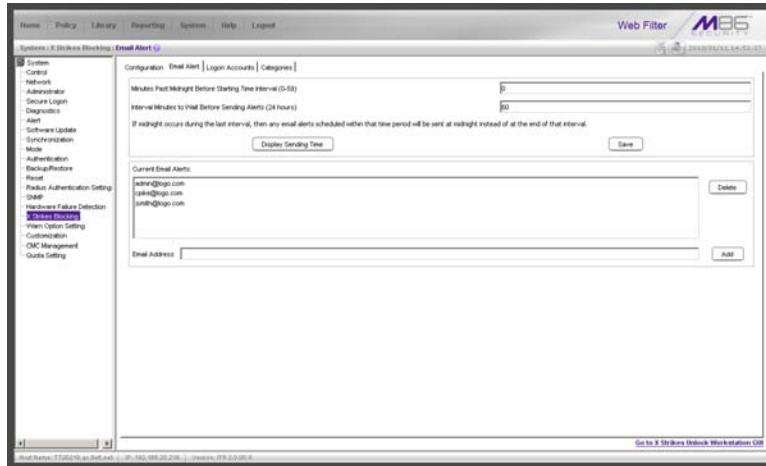 Home Policy Library Reporting System Help Logout
Web Filter
M86
SECURITY
System : X Strikes Blocking : Email Alert
System
Control
Network
Administrator
Secure Logon
Diagnostics
Alert
Software Update
Synchronization
Mode
Authentication
Backup/Restore
Reset
Radius Authentication Setting
SNMP
Hardware Failure Detection
X Strikes Blocking
Warn Option Setting
Customization
CMC Management
Quota Setting
Configuration Email Alert Logon Accounts Categories
Minutes Past Midnight Before Starting Time Interval (0-59) 0
Interval Minutes to Wait Before Sending Alerts (24 hours) 60
If midnight occurs during the last interval, then any email alerts scheduled within that time period will be sent at midnight instead of at the end of that interval.
Display Sending Time Save
Current Email Alerts:
admin@logo.com
cpike@logo.com
jsmith@logo.com
Delete
Email Address Add
Go to X Strikes Unlock Workstation GUI